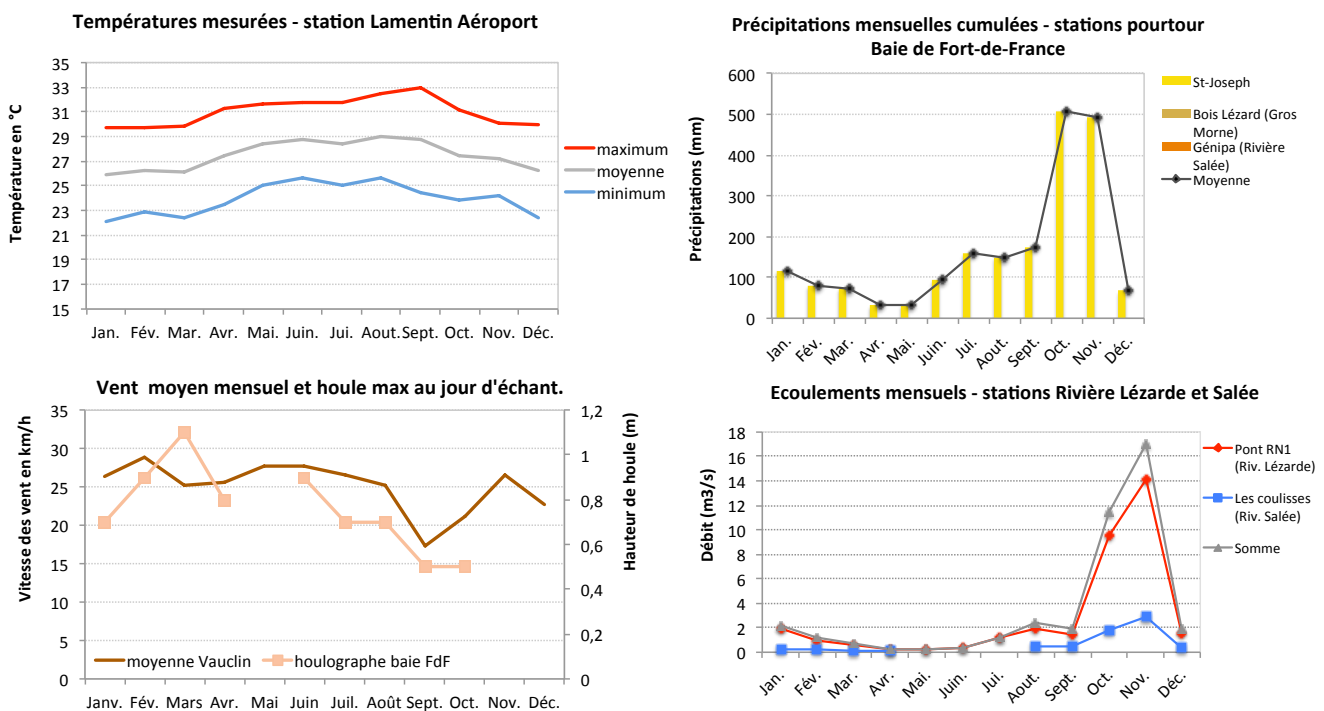 Températures mesurées - station Lamentin Aéroport
Température en °C
35
33
31
29
27
25
23
21
19
17
15
Jan. Fév. Mar. Avr. Mai. Juin. Jui. Aout. Sept. Oct. Nov. Déc.
maximum
moyenne
minimum
Précipitations mensuelles cumulées - stations pourtour
Baie de Fort-de-France
Précipitations (mm)
600
500
400
300
200
100
0
Jan. Fév. Mar. Avr. Mai. Juin. Jui. Aout. Sept. Oct. Nov. Déc.
St-Joseph
Bois Lézard (Gros
Morne)
Génipa (Rivière
Salée)
Moyenne
Vent moyen mensuel et houle max au jour d'échant.
Vitesse des vent en km/h
35
30
25
20
15
10
5
0
1,2
1
0,8
0,6
0,4
0,2
0
Hauteur de houle (m)
moyenne Vauclin houlographe baie FdF
Janv. Fév. Mars Avr. Mai Juin Juil. Août Sept. Oct. Nov. Déc.
Ecoulements mensuels - stations Rivière Lézarde et Salée
Débit (m3/s)
18
16
14
12
10
8
6
4
2
0
Jan. Fév. Mar. Avr. Mai. Juin. Jui. Aout. Sept. Oct. Nov. Déc.
Pont RN1
(Riv. Lézarde)
Les coulisses
(Riv. Salée)
Somme